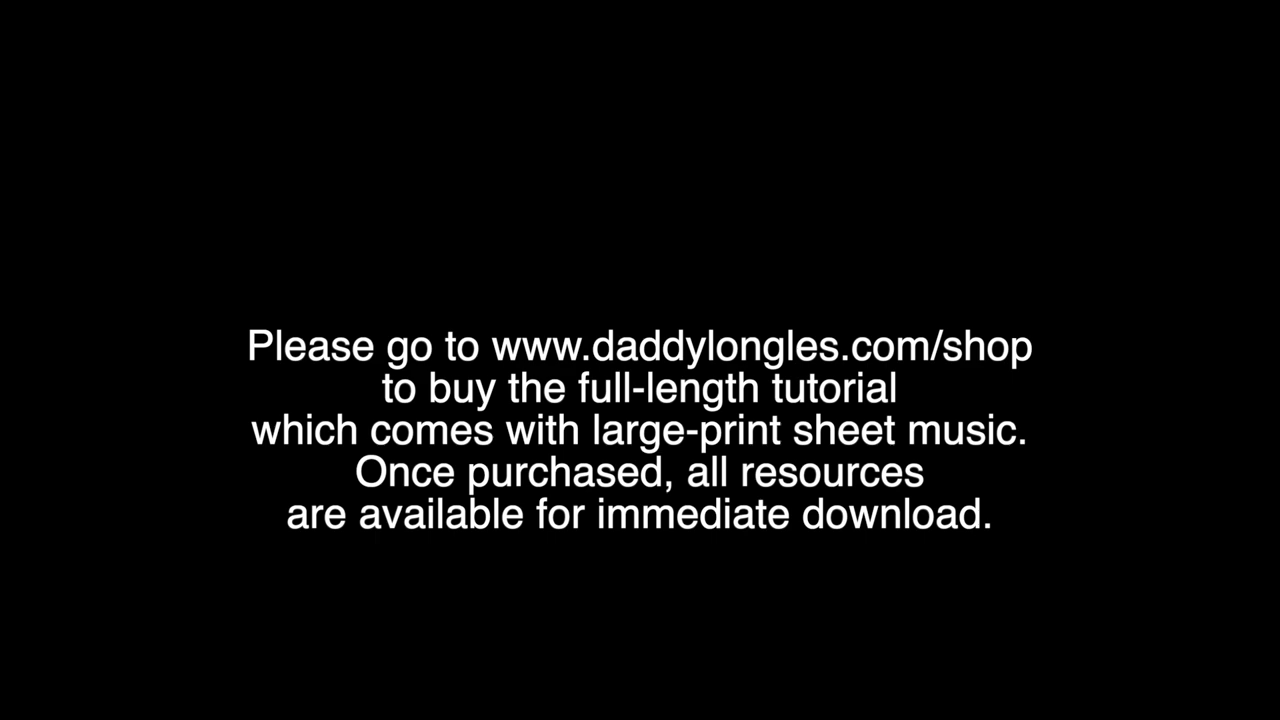 Please go to www.daddylongles.com/shop
to buy the full-length tutorial
which comes with large-print sheet music.
Once purchased, all resources
are available for immediate download.